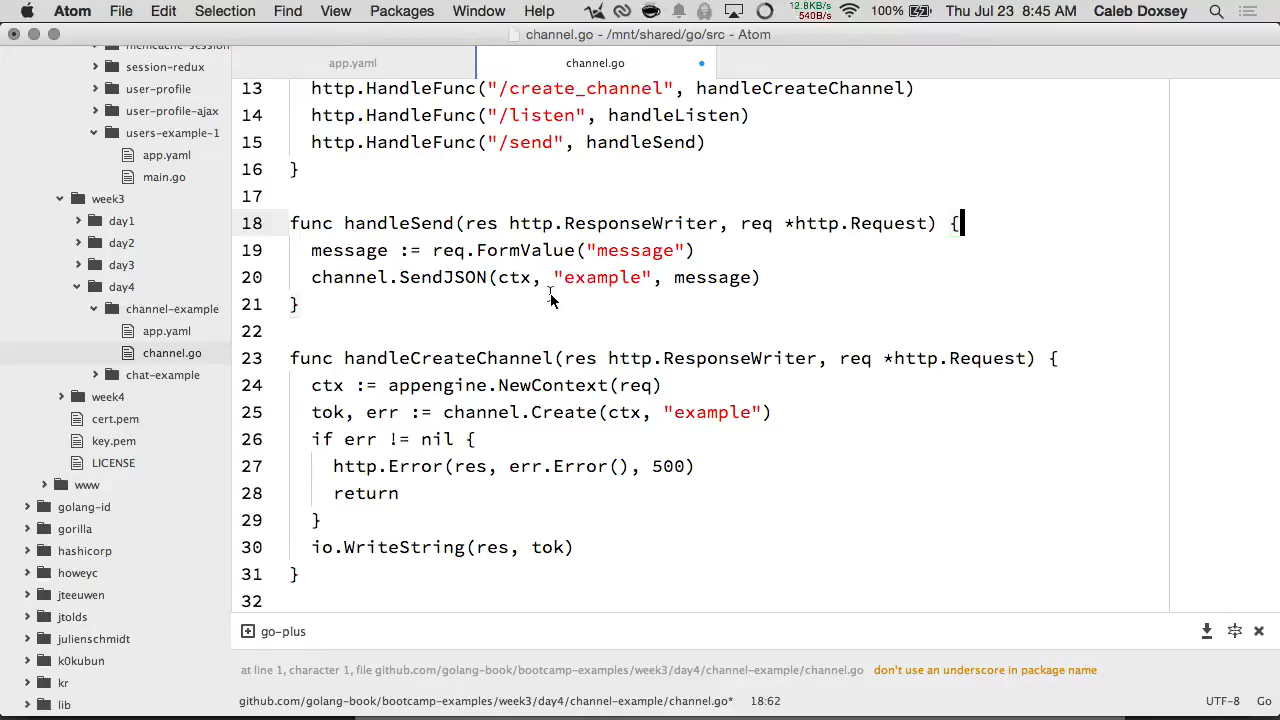 Atom File Edit Selection View Packages Window Help 12.8KB/s 540B/s 100% Thu Jul 23 8:45 AM Caleb Doxsey
channel.go - /mnt/shared/go/src - Atom
memcache-session
session-redux
user-profile
user-profile-ajax
users-example-1
app.yaml
main.go
week3
day1
day2
day3
day4
channel-example
app.yaml
channel.go
chat-example
week4
cert.pem
key.pem
LICENSE
www
golang-id
gorilla
hashicorp
howeyc
jteeuwen
jtolds
julienschmidt
k0kubun
kr
lib
app.yaml channel.go
13 http.HandleFunc("/create_channel", handleCreateChannel)
14 http.HandleFunc("/listen", handleListen)
15 http.HandleFunc("/send", handleSend)
16 }
17
18 func handleSend(res http.ResponseWriter, req *http.Request) {
19 message := req.FormValue("message")
20 channel.SendJSON(ctx, "example", message)
21 }
22
23 func handleCreateChannel(res http.ResponseWriter, req *http.Request) {
24 ctx := appengine.NewContext(req)
25 tok, err := channel.Create(ctx, "example")
26 if err != nil {
27 http.Error(res, err.Error(), 500)
28 return
29 }
30 io.WriteString(res, tok)
31 }
32
go-plus
at line 1, character 1, file github.com/golang-book/bootcamp-examples/week3/day4/channel-example/channel.go don't use an underscore in package name
github.com/golang-book/bootcamp-examples/week3/day4/channel-example/channel.go* 18:62 UTF-8 Go